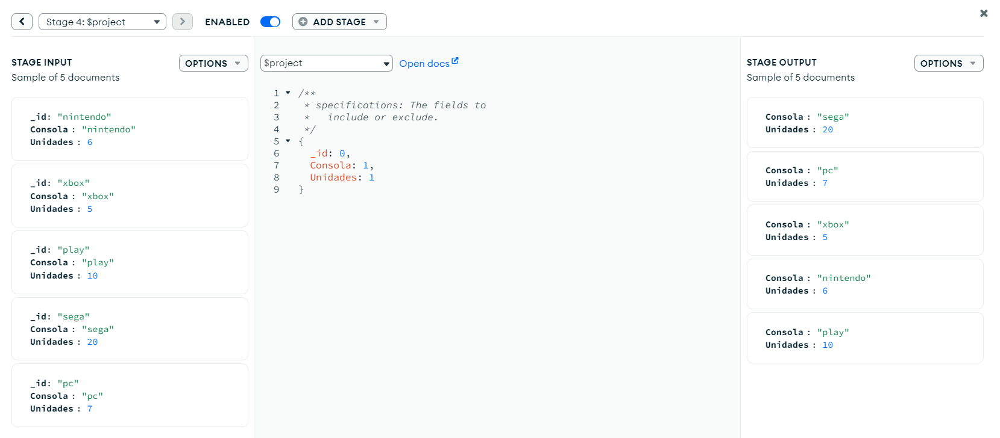 Stage 4: $project
ENABLED
ADD STAGE
STAGE INPUT
OPTIONS
Sample of 5 documents
_id: "nintendo"
Consola : "nintendo"
Unidades : 6
_id: "xbox"
Consola : "xbox"
Unidades : 5
_id: "play"
Consola : "play"
Unidades : 10
_id: "sega"
Consola : "sega"
Unidades : 20
_id: "pc"
Consola : "pc"
Unidades : 7
$project
Open docs
1 /**
2 * specifications: The fields to
3 *   include or exclude.
4 */
5 {
6   _id: 0,
7   Consola: 1,
8   Unidades: 1
9 }
STAGE OUTPUT
OPTIONS
Sample of 5 documents
Consola : "sega"
Unidades : 20
Consola : "pc"
Unidades : 7
Consola : "xbox"
Unidades : 5
Consola : "nintendo"
Unidades : 6
Consola : "play"
Unidades : 10